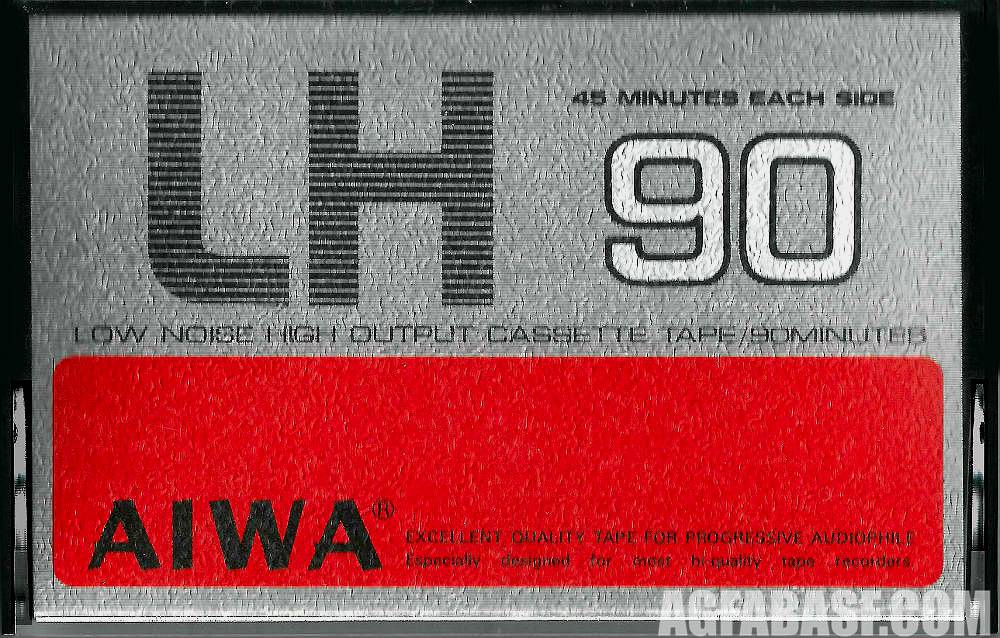 LH
45 MINUTES EACH SIDE
90
LOW NOISE HIGH OUTPUT CASSETTE TAPE/90MINUTES
AIWA®
EXCELLENT QUALITY TAPE FOR PROGRESSIVE AUDIOPHILE
Especially designed for most hi-quality tape recorders.
AGFABASF.COM